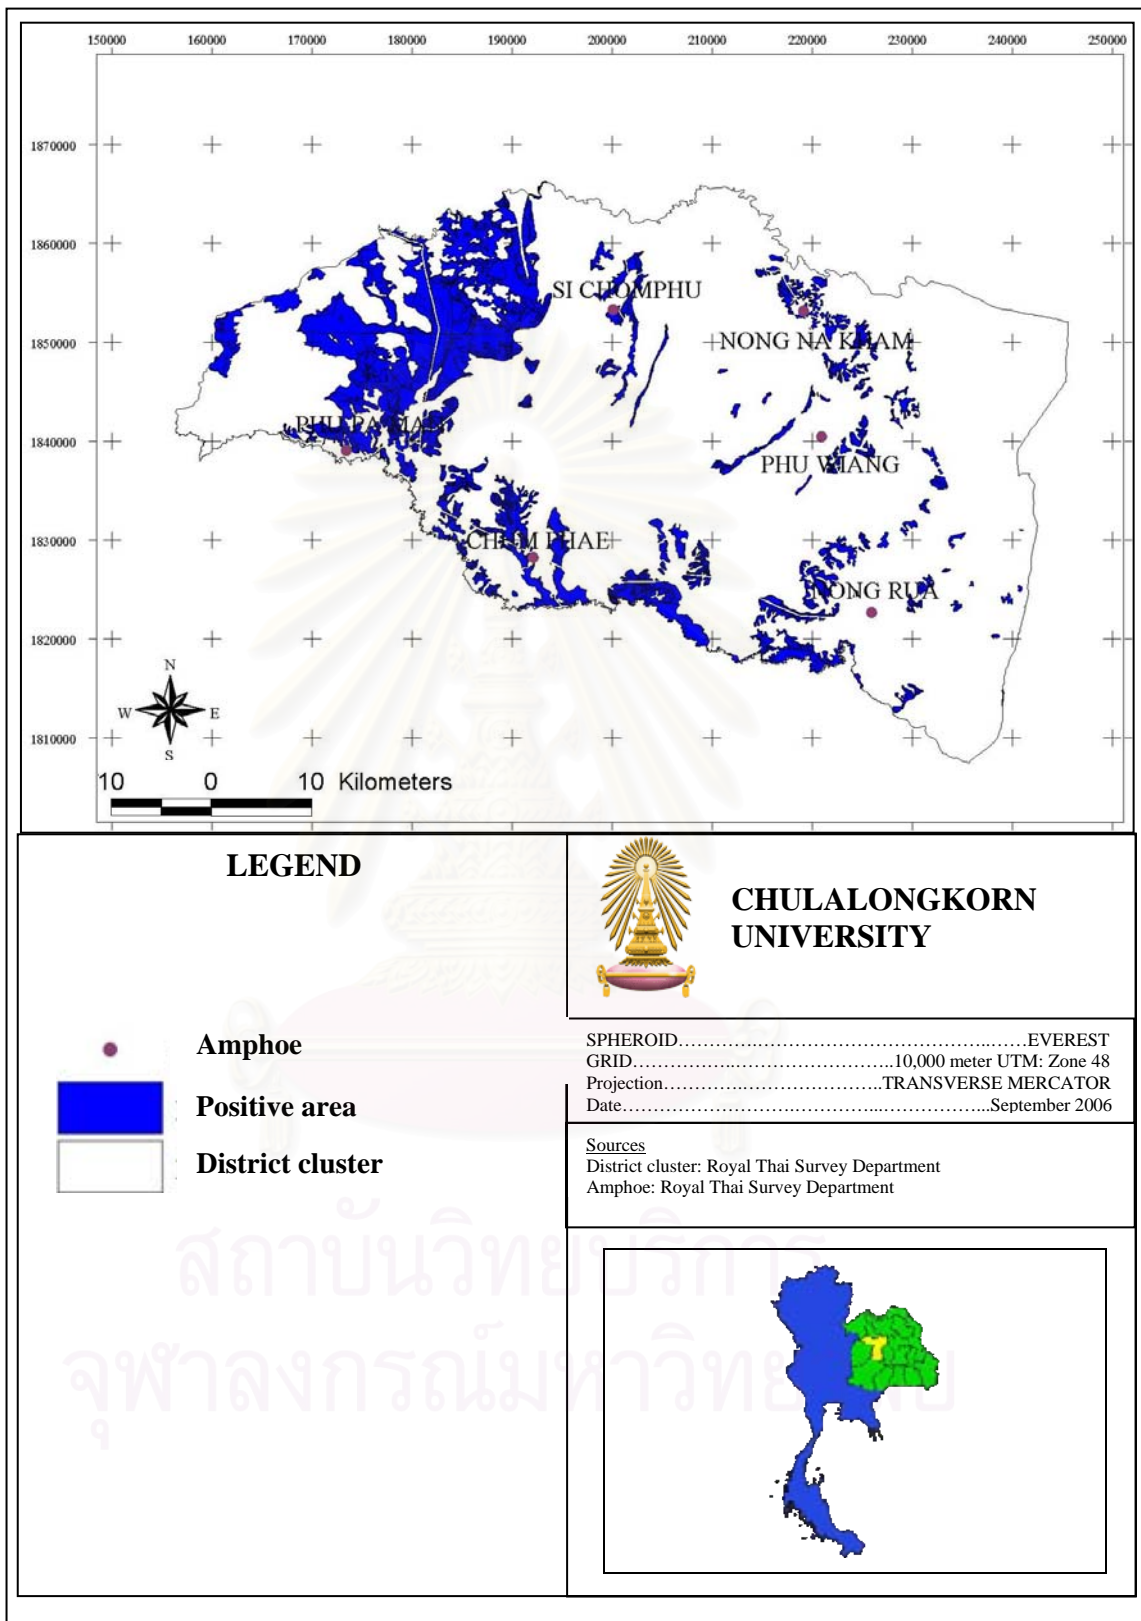 150000 160000 170000 180000 190000 200000 210000 220000 230000 240000 250000
1870000
1860000
SI CHOMPHU
NONG NA KHAM
1850000
PHU PA MAN
1840000
PHU WIANG
1830000
CHUM PHAE
NONG RUA
1820000
N
W E
S
1810000
10 0 10 Kilometers
LEGEND
Amphoe
Positive area
District cluster
CHULALONGKORN
UNIVERSITY
SPHEROID……………………………………………EVEREST
GRID……………………………………..10,000 meter UTM: Zone 48
Projection…………………………………TRANSVERSE MERCATOR
Date………………………………………...September 2006
Sources
District cluster: Royal Thai Survey Department
Amphoe: Royal Thai Survey Department
สถาบันวิทยบริการ
จุฬาลงกรณ์มหาวิทยาลัย